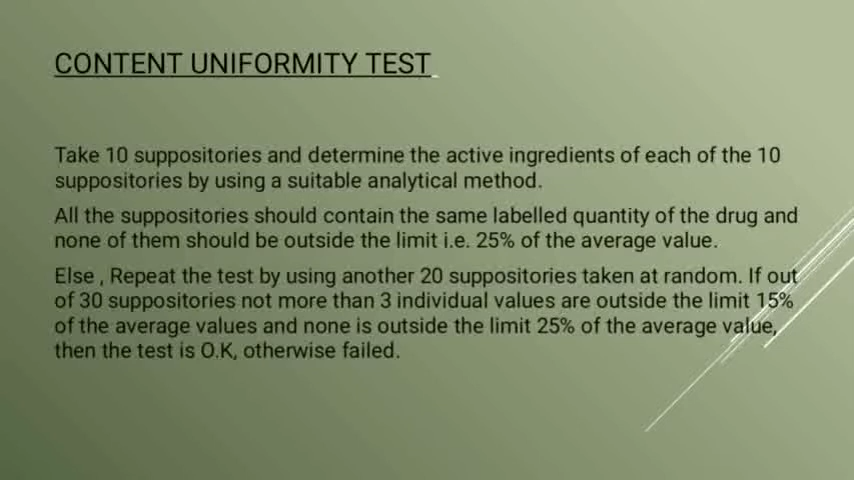 CONTENT UNIFORMITY TEST
Take 10 suppositories and determine the active ingredients of each of the 10
suppositories by using a suitable analytical method.
All the suppositories should contain the same labelled quantity of the drug and
none of them should be outside the limit i.e. 25% of the average value.
Else , Repeat the test by using another 20 suppositories taken at random. If out
of 30 suppositories not more than 3 individual values are outside the limit 15%
of the average values and none is outside the limit 25% of the average value,
then the test is O.K, otherwise failed.